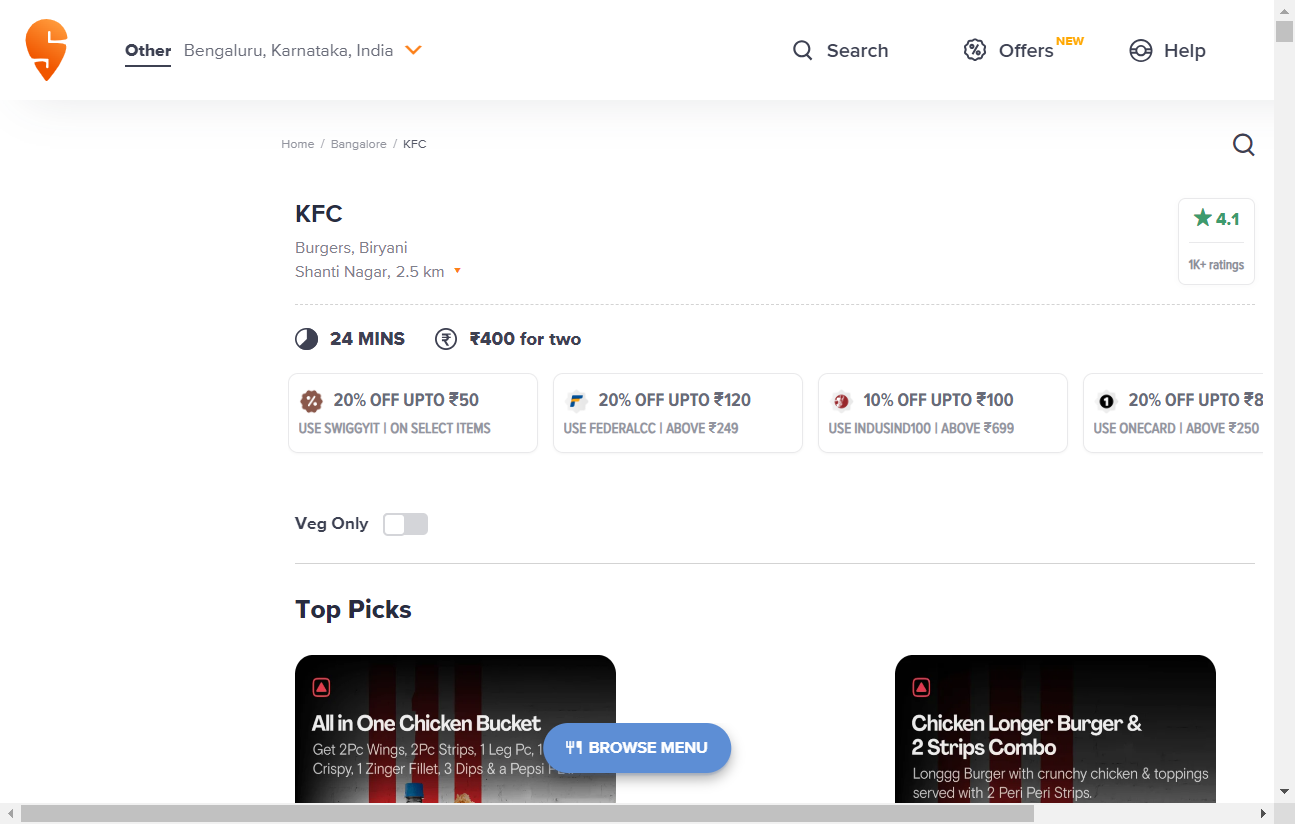 Other Bengaluru, Karnataka, India
Search
Offers NEW
Help
Home / Bangalore / KFC
KFC
Burgers, Biryani
Shanti Nagar, 2.5 km
4.1
1K+ ratings
24 MINS
₹400 for two
20% OFF UPTO ₹50
USE SWIGGYIT | ON SELECT ITEMS
20% OFF UPTO ₹120
USE FEDERALCC | ABOVE ₹249
10% OFF UPTO ₹100
USE INDUSIND100 | ABOVE ₹699
20% OFF UPTO ₹8
USE ONECARD | ABOVE ₹250
Veg Only
Top Picks
All in One Chicken Bucket
Get 2Pc Wings, 2Pc Strips, 1 Leg Pc, 1
Crispy, 1 Zinger Fillet, 3 Dips & a Pepsi
BROWSE MENU
Chicken Longer Burger &
2 Strips Combo
Longgg Burger with crunchy chicken & toppings
served with 2 Peri Peri Strips.